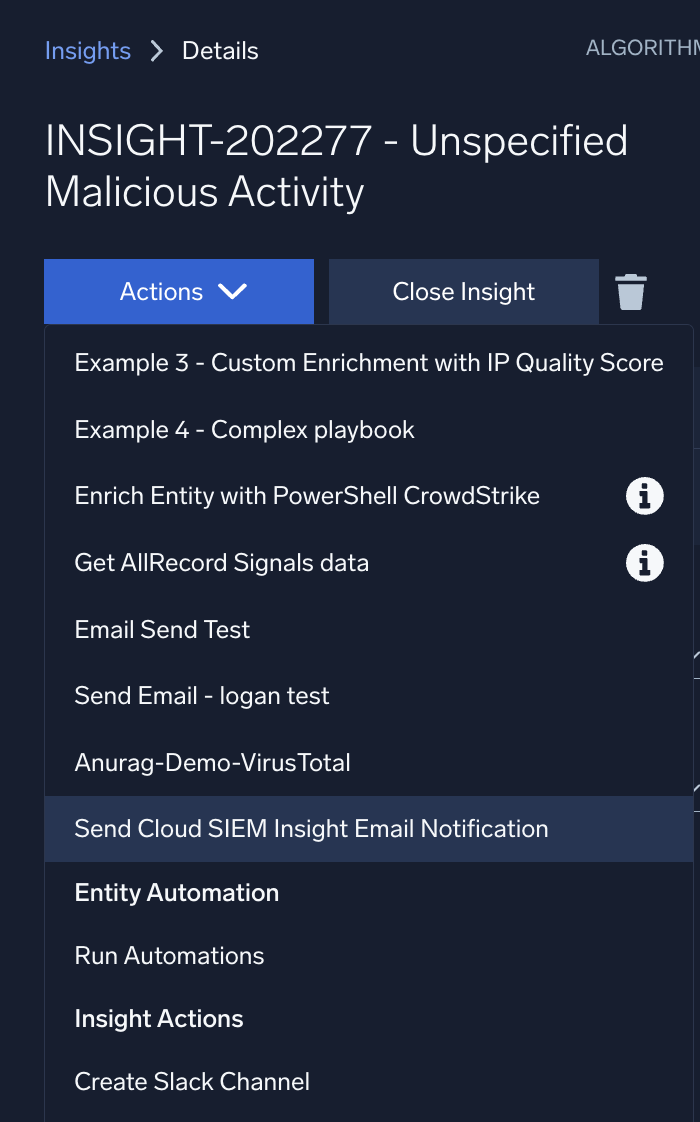 Insights > Details
ALGORITHM
INSIGHT-202277 - Unspecified
Malicious Activity
Actions
Close Insight
Example 3 - Custom Enrichment with IP Quality Score
Example 4 - Complex playbook
Enrich Entity with PowerShell CrowdStrike
Get AllRecord Signals data
Email Send Test
Send Email - logan test
Anurag-Demo-VirusTotal
Send Cloud SIEM Insight Email Notification
Entity Automation
Run Automations
Insight Actions
Create Slack Channel